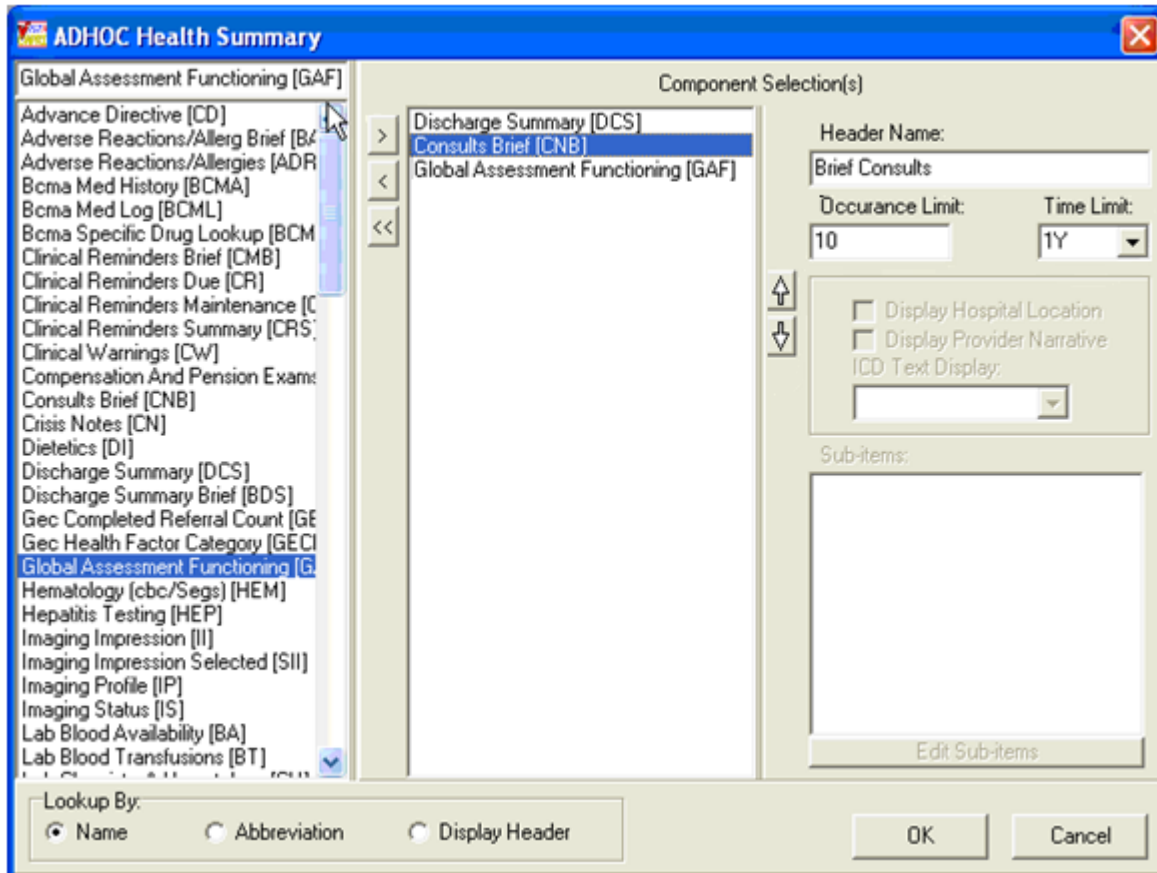 ADHOC Health Summary
Global Assessment Functioning [GAF]
Advance Directive [CD]
Adverse Reactions/Allerg Brief [BA
Adverse Reactions/Allergies [ADR
Bcma Med History [BCMA]
Bcma Med Log [BCML]
Bcma Specific Drug Lookup [BCM
Clinical Reminders Brief [CMB]
Clinical Reminders Due [CR]
Clinical Reminders Maintenance [C
Clinical Reminders Summary [CRS]
Clinical Warnings [CW]
Compensation And Pension Exams
Consults Brief [CNB]
Crisis Notes [CN]
Dietetics [DI]
Discharge Summary [DCS]
Discharge Summary Brief [BDS]
Gec Completed Referral Count [GE
Gec Health Factor Category [GECI
Global Assessment Functioning [G
Hematology (cbc/Segs) [HEM]
Hepatitis Testing [HEP]
Imaging Impression [II]
Imaging Impression Selected [SII]
Imaging Profile [IP]
Imaging Status [IS]
Lab Blood Availability [BA]
Lab Blood Transfusions [BT]
>
<
<<
Component Selection(s)
Discharge Summary [DCS]
Consults Brief [CNB]
Global Assessment Functioning [GAF]
Header Name:
Brief Consults
Occurance Limit: Time Limit:
10 1Y
Display Hospital Location
Display Provider Narrative
ICD Text Display:
Sub-items:
Edit Sub-items
Lookup By:
Name Abbreviation Display Header
OK Cancel